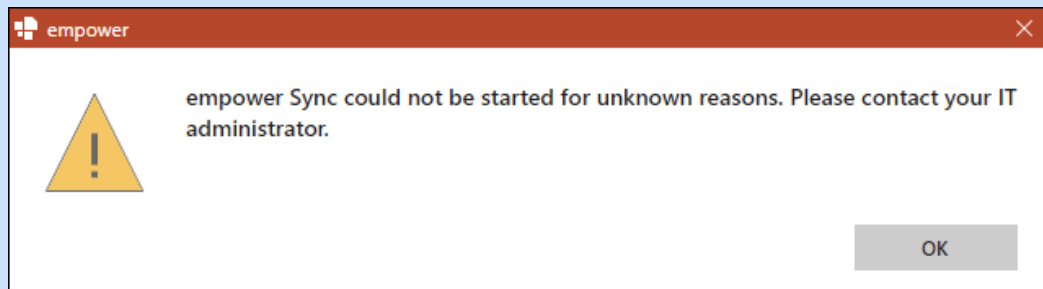 empower
empower Sync could not be started for unknown reasons. Please contact your IT
administrator.
OK